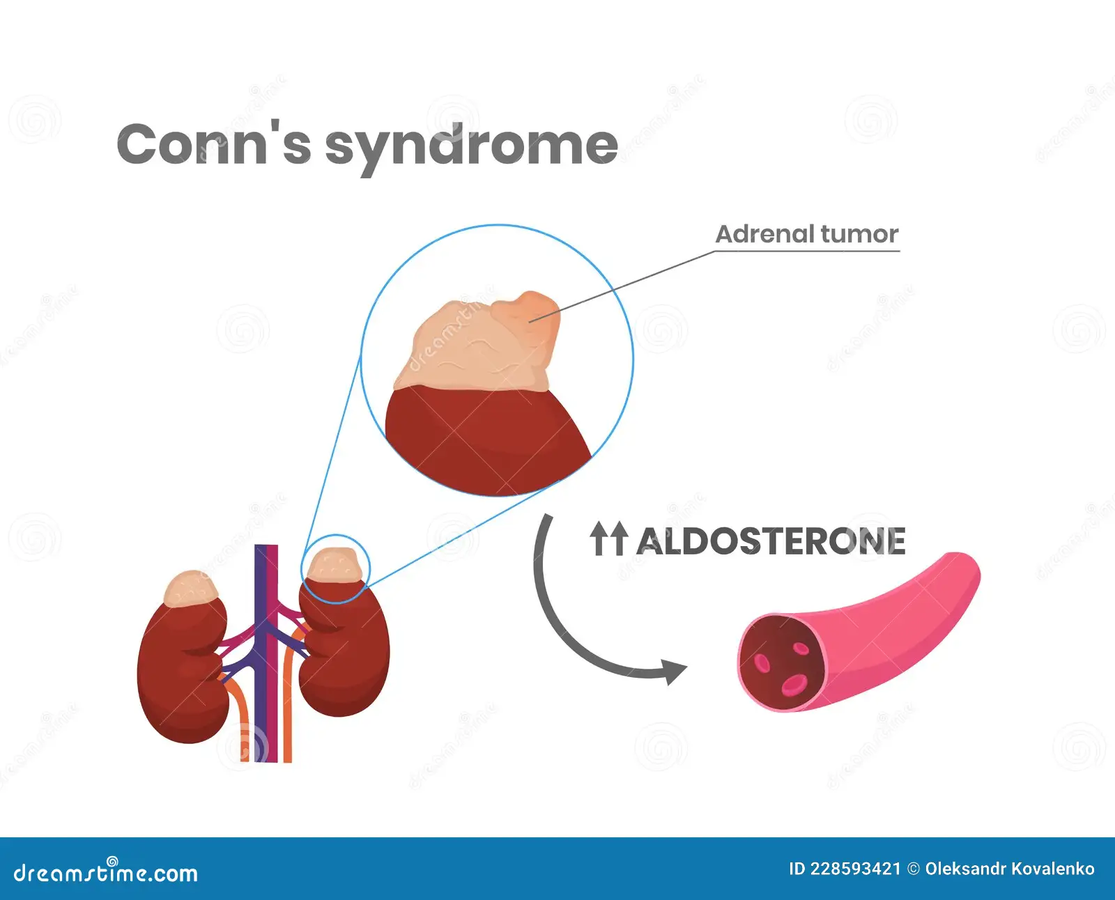 Conn's syndrome
Adrenal tumor
↑↑ ALDOSTERONE
dreamstime.com
ID 228593421 © Oleksandr Kovalenko